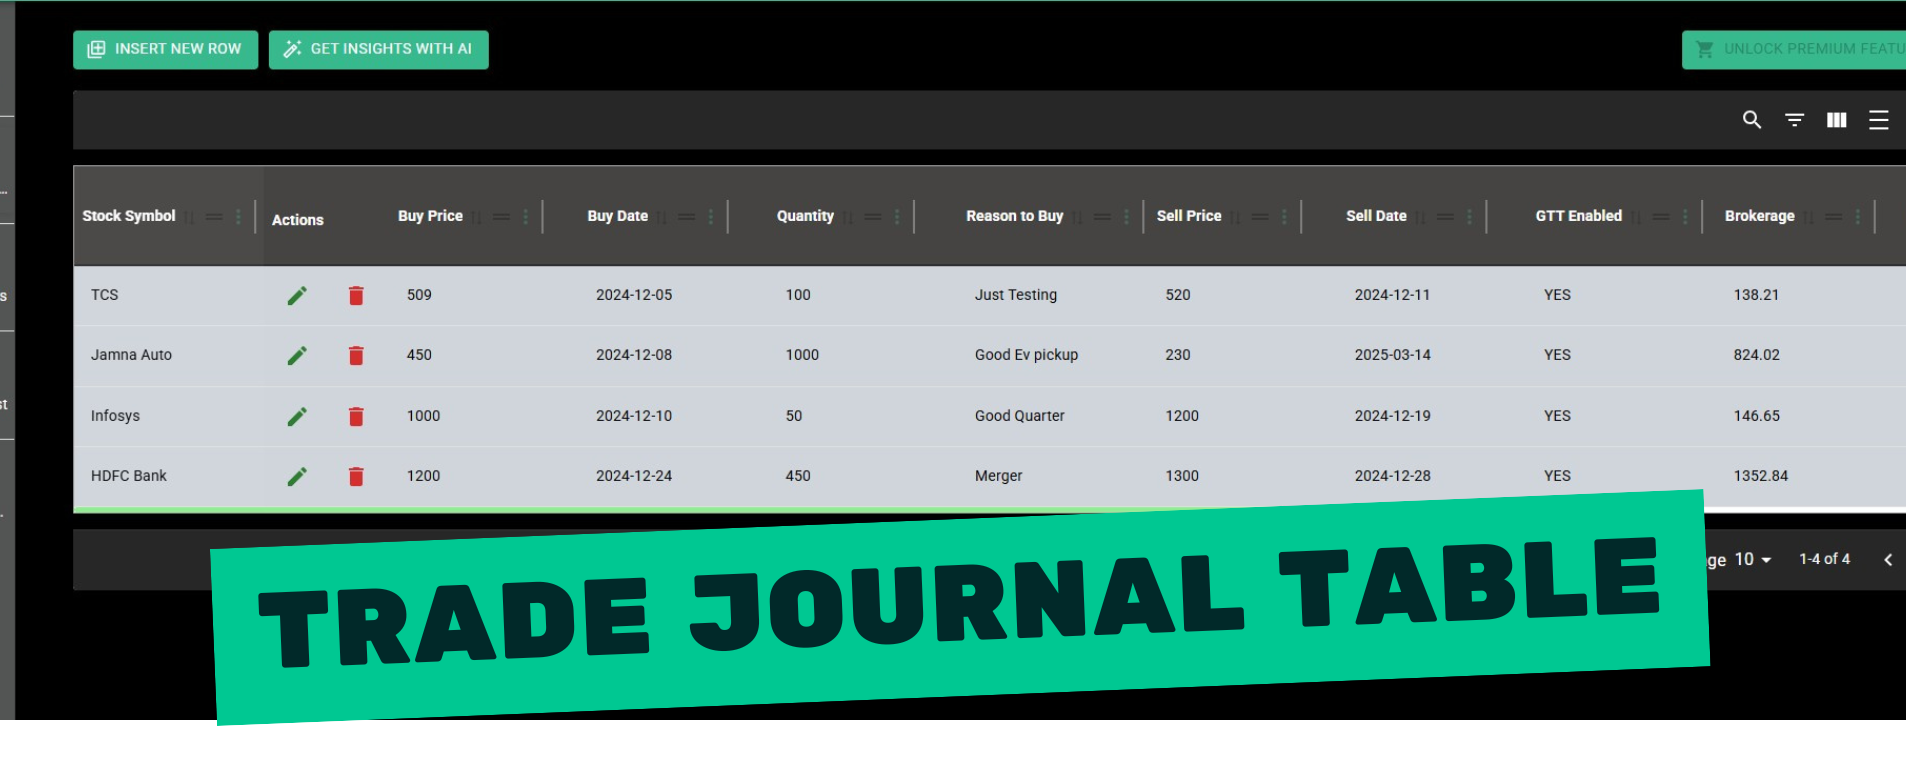 INSERT NEW ROW GET INSIGHTS WITH AI UNLOCK PREMIUM
Stock Symbol Actions Buy Price Buy Date Quantity Reason to Buy Sell Price Sell Date GTT Enabled Brokerage
TCS 509 2024-12-05 100 Just Testing 520 2024-12-11 YES 138.21
Jamna Auto 450 2024-12-08 1000 Good Ev pickup 230 2025-03-14 YES 824.02
Infosys 1000 2024-12-10 50 Good Quarter 1200 2024-12-19 YES 146.65
HDFC Bank 1200 2024-12-24 450 Merger 1300 2024-12-28 YES 1352.84
10 1-4 of 4
TRADE JOURNAL TABLE